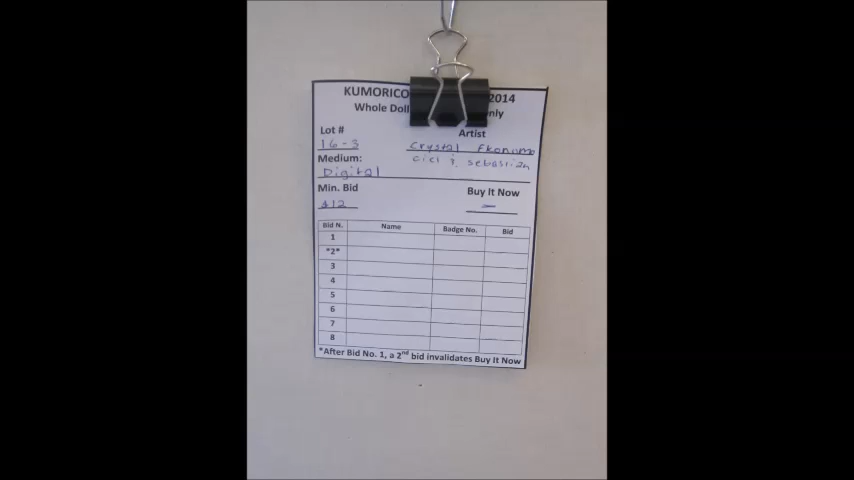 KUMORICO 2014
Whole Doll nly
Lot # Artist
16-3 Crystal
Medium: cici & sebastian
Digital
Min. Bid Buy It Now
$12 –
Bid N. Name Badge No. Bid
1
*2*
3
4
5
6
7
8
*After Bid No. 1, a 2nd bid invalidates Buy It Now